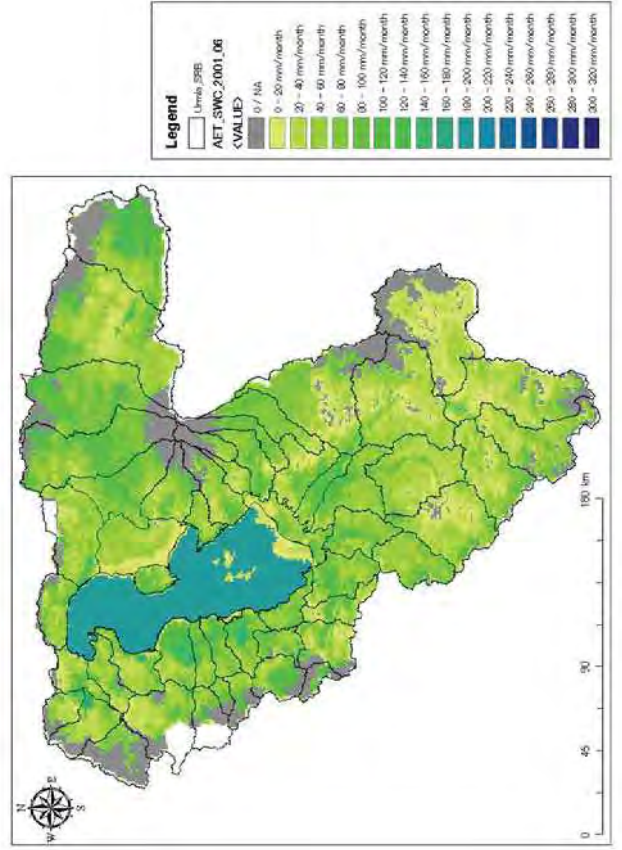 Legend
Urmia_SRB
AET_SWC_2001_06
<VALUE>
0 / NA
0 - 20 mm/month
20 - 40 mm/month
40 - 60 mm/month
60 - 80 mm/month
80 - 100 mm/month
100 - 120 mm/month
120 - 140 mm/month
140 - 160 mm/month
160 - 180 mm/month
180 - 200 mm/month
200 - 220 mm/month
220 - 240 mm/month
240 - 260 mm/month
260 - 280 mm/month
280 - 300 mm/month
300 - 320 mm/month
N
W E
S
0 45 90 180 km